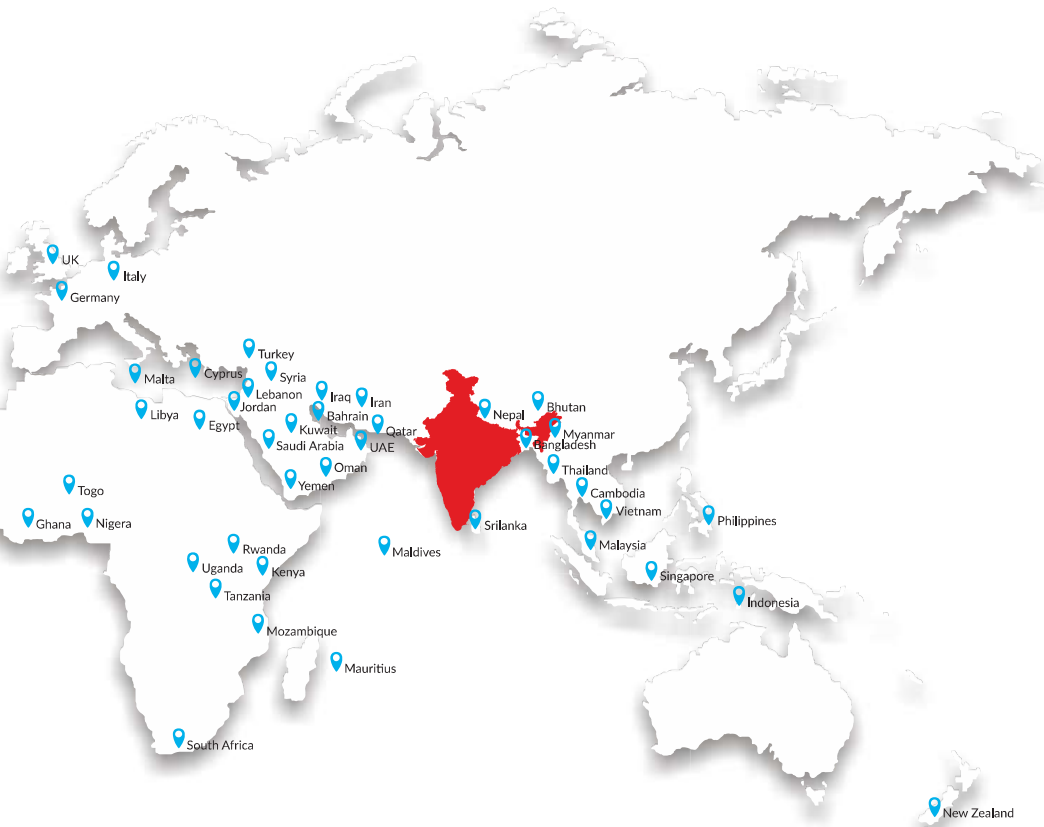 UK
Italy
Germany
Turkey
Cyprus
Syria
Malta
Lebanon
Iraq
Iran
Jordan
Bahrain
Libya
Egypt
Kuwait
Qatar
Saudi Arabia
UAE
Oman
Yemen
Nepal
Bhutan
Myanmar
Bangladesh
Thailand
Cambodia
Vietnam
Philippines
Togo
Ghana
Nigera
Srilanka
Maldives
Malaysia
Rwanda
Uganda
Kenya
Singapore
Tanzania
Indonesia
Mozambique
Mauritius
South Africa
New Zealand